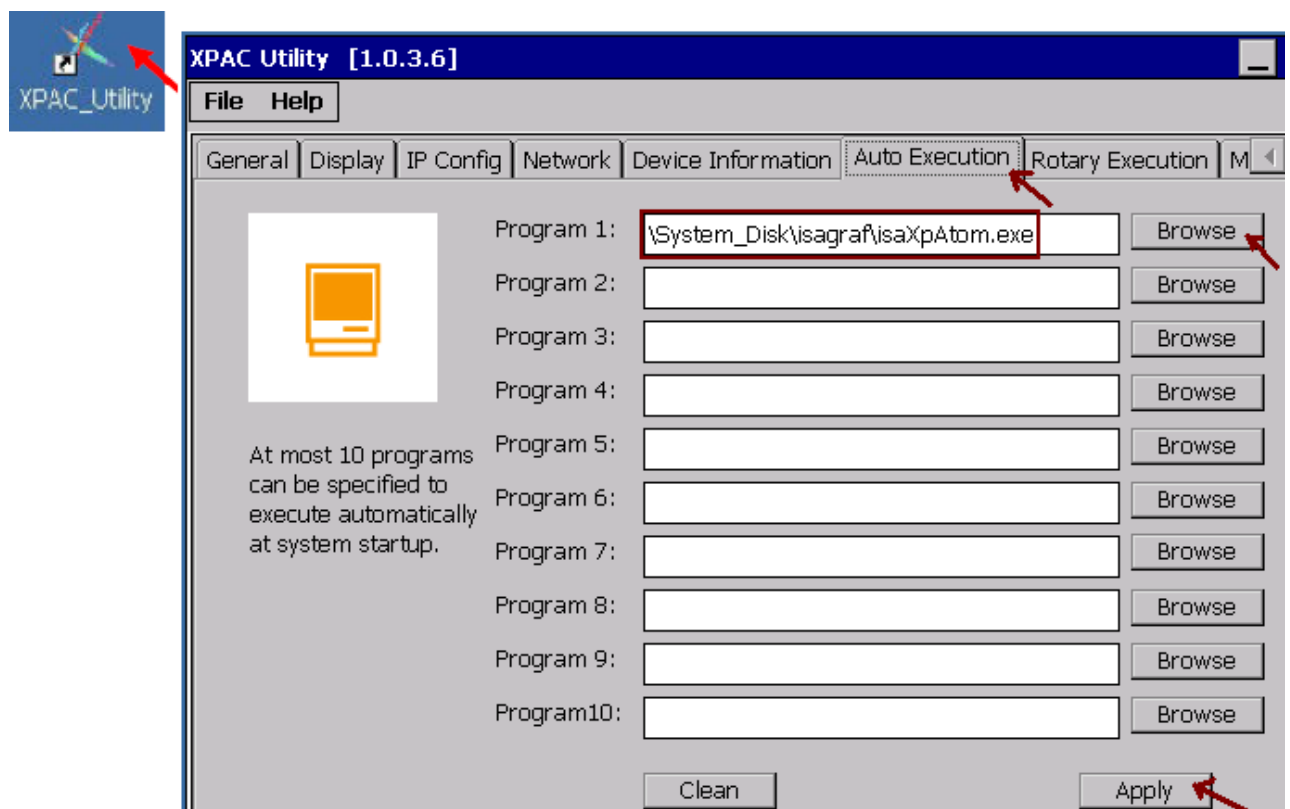 XPAC_Utility
XPAC Utility [1.0.3.6]
File Help
General Display IP Config Network Device Information Auto Execution Rotary Execution M
Program 1: \System_Disk\isagraf\isaXpAtom.exe Browse
Program 2: Browse
Program 3: Browse
Program 4: Browse
At most 10 programs
can be specified to
execute automatically
at system startup.
Program 5: Browse
Program 6: Browse
Program 7: Browse
Program 8: Browse
Program 9: Browse
Program10: Browse
Clean Apply